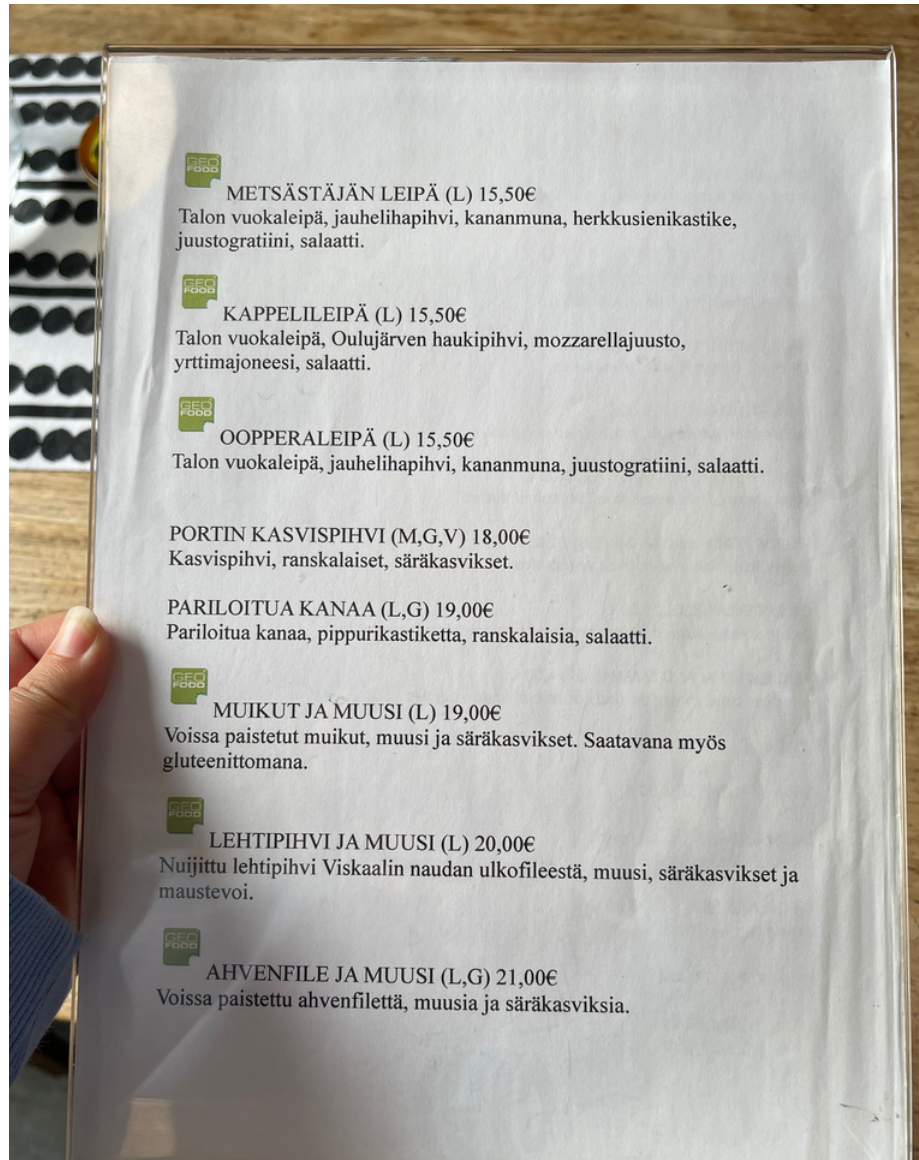 GEO
FOOD
METSÄSTÄJÄN LEIPÄ (L) 15,50€
Talon vuokaleipä, jauhelihapihvi, kananmuna, herkkusienikastike,
juustogratiini, salaatti.
GEO
FOOD
KAPPELILEIPÄ (L) 15,50€
Talon vuokaleipä, Oulujärven haukipihvi, mozzarellajuusto,
yrttimajoneesi, salaatti.
GEO
FOOD
OOPPERALEIPÄ (L) 15,50€
Talon vuokaleipä, jauhelihapihvi, kananmuna, juustogratiini, salaatti.
PORTIN KASVISPIHVI (M,G,V) 18,00€
Kasvispihvi, ranskalaiset, säräkasvikset.
PARILOITUA KANAA (L,G) 19,00€
Pariloitua kanaa, pippurikastiketta, ranskalaisia, salaatti.
GEO
FOOD
MUIKUT JA MUUSI (L) 19,00€
Voissa paistetut muikut, muusi ja säräkasvikset. Saatavana myös
gluteenittomana.
GEO
FOOD
LEHTIPIHVI JA MUUSI (L) 20,00€
Nuijittu lehtipihvi Viskaalin naudan ulkofileestä, muusi, säräkasvikset ja
maustevoi.
GEO
FOOD
AHVENFILE JA MUUSI (L,G) 21,00€
Voissa paistettu ahvenfilettä, muusia ja säräkasviksia.